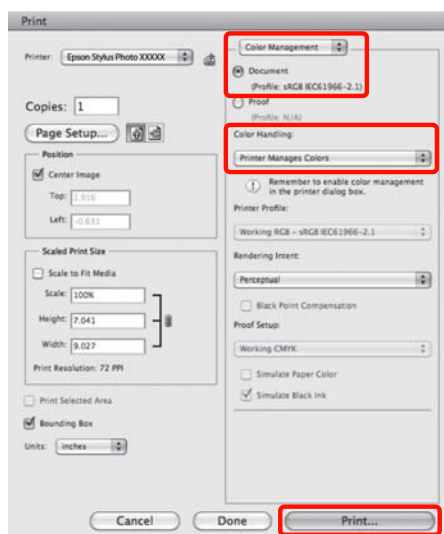 Print
Printer: Epson Stylus Photo XXXXX
Copies: 1
Page Setup...
Position
Center Image
Top: 1.916
Left: -0.631
Scaled Print Size
Scale to Fit Media
Scale: 100%
Height: 7.041
Width: 9.027
Print Resolution: 72 PPI
Print Selected Area
Bounding Box
Units: inches
Color Management
Document
(Profile: sRGB IEC61966-2.1)
Proof
(Profile: N/A)
Color Handling:
Printer Manages Colors
Remember to enable color management
in the printer dialog box.
Printer Profile:
Working RGB - sRGB IEC61966-2.1
Rendering Intent:
Perceptual
Black Point Compensation
Proof Setup:
Working CMYK
Simulate Paper Color
Simulate Black Ink
Cancel
Done
Print...